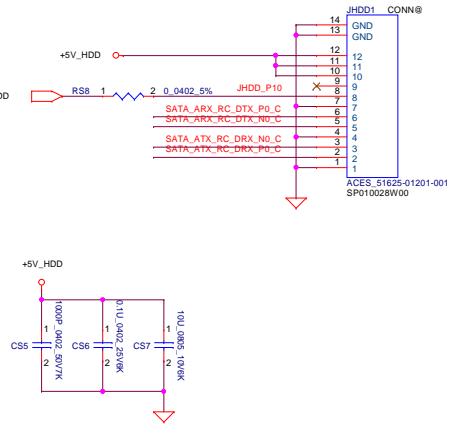 JHDD1 CONN@
14 GND
13 GND
+5V_HDD
12 12
11 11
10 10
9 9
DD RS8 1 2 0_0402_5% JHDD_P10 8 8
7 7
SATA_ARX_RC_DTX_P0_C 6 6
SATA_ARX_RC_DTX_N0_C 5 5
4 4
SATA_ATX_RC_DRX_N0_C 3 3
SATA_ATX_RC_DRX_P0_C 2 2
1 1
ACES_51625-01201-001
SP010028W00
+5V_HDD
CS5 1 2 1000P_0402_50V7K
CS6 1 2 0.1U_0402_25V6K
CS7 1 2 10U_0805_10V6K